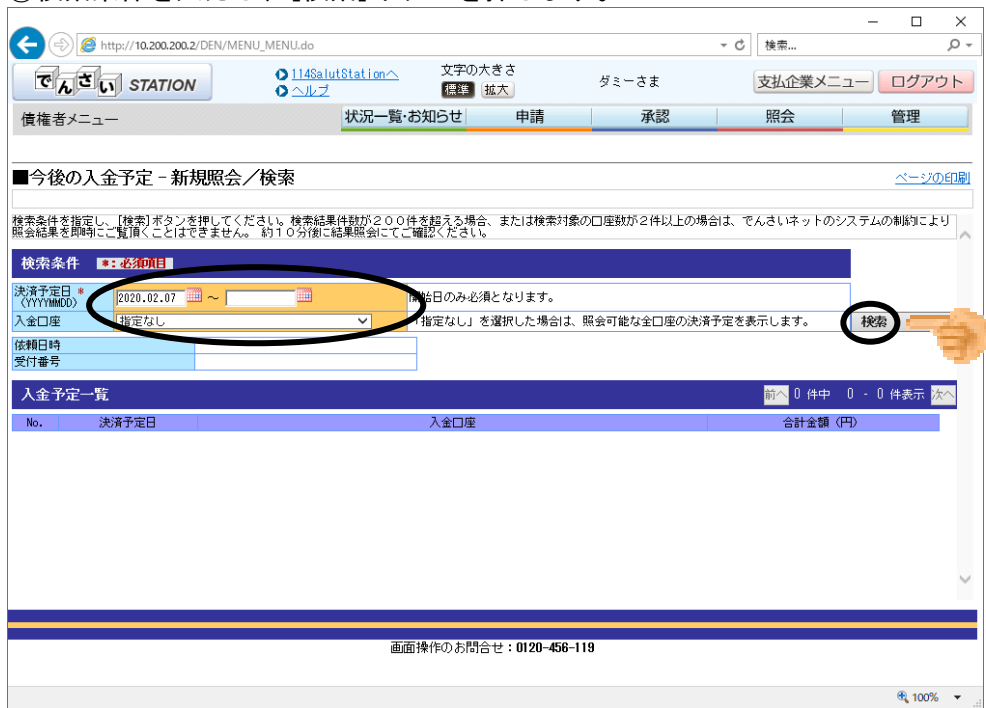 http://10.200.200.2/DEN/MENU_MENU.do
検索...
でんさい STATION
114SalutStationへ
ヘルプ
文字の大きさ
標準 拡大
ダミーさま
支払企業メニュー ログアウト
債権者メニュー
状況一覧・お知らせ 申請 承認 照会 管理
■今後の入金予定－新規照会／検索
ページの印刷
検索条件を指定し、[検索]ボタンを押してください。検索結果件数が２００件を超える場合、または検索対象の口座数が２件以上の場合は、でんさいネットのシステムの制約により
照会結果を即時にご覧頂くことはできません。 約１０分後に結果照会にてご確認ください。
検索条件 *：必須項目
決済予定日 * (YYYYMMDD) 2020.02.07 ～ 開始日のみ必須となります。
入金口座 指定なし 「指定なし」を選択した場合は、照会可能な全口座の決済予定を表示します。 検索
依頼日時
受付番号
入金予定一覧 前へ 0 件中 0 - 0 件表示 次へ
No. 決済予定日 入金口座 合計金額（円）
画面操作のお問合せ：0120-456-119
100%